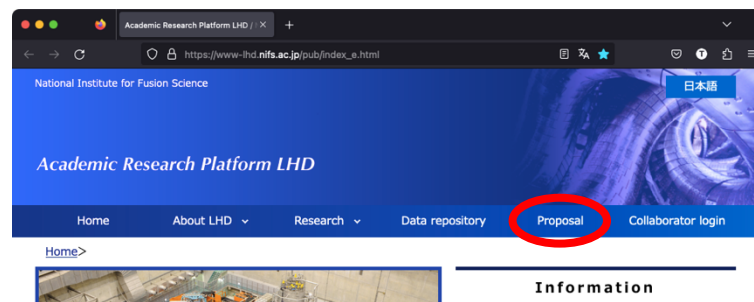 Academic Research Platform LHD /
https://www-lhd.nifs.ac.jp/pub/index_e.html
National Institute for Fusion Science
日本語
Academic Research Platform LHD
Home About LHD Research Data repository Proposal Collaborator login
Home>
Information